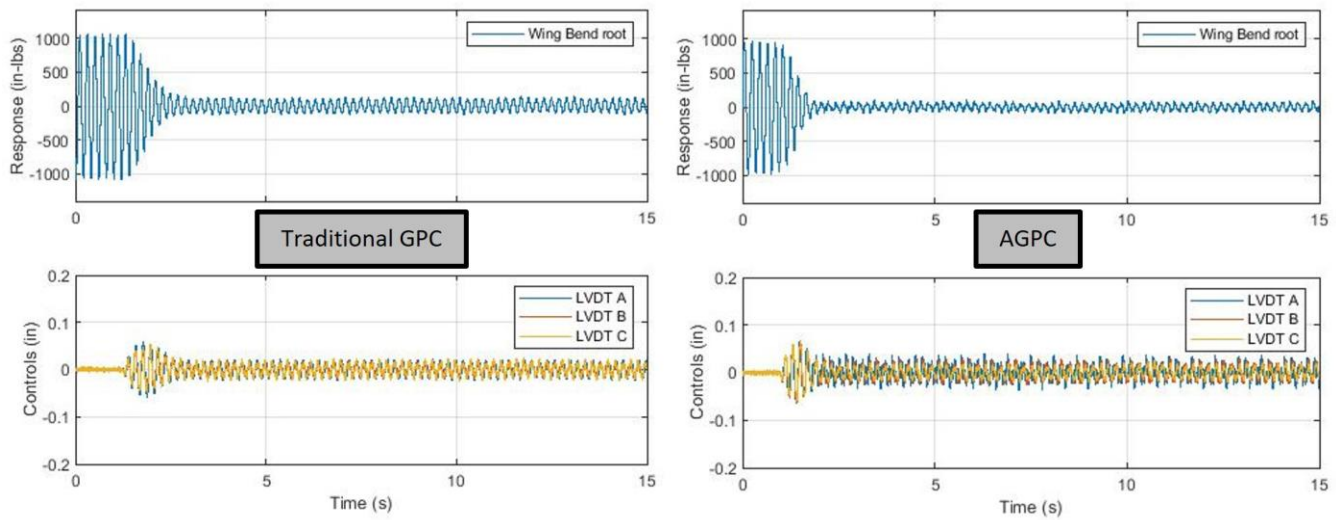 Response (in-lbs)
1000
500
0
-500
-1000
Wing Bend root
0
5
10
15
Response (in-lbs)
1000
500
0
-500
-1000
Wing Bend root
0
5
10
15
Traditional GPC
AGPC
Controls (in)
0.2
0.1
0
-0.1
-0.2
LVDT A
LVDT B
LVDT C
0
5
10
15
Time (s)
Controls (in)
0.2
0.1
0
-0.1
-0.2
LVDT A
LVDT B
LVDT C
0
5
10
15
Time (s)